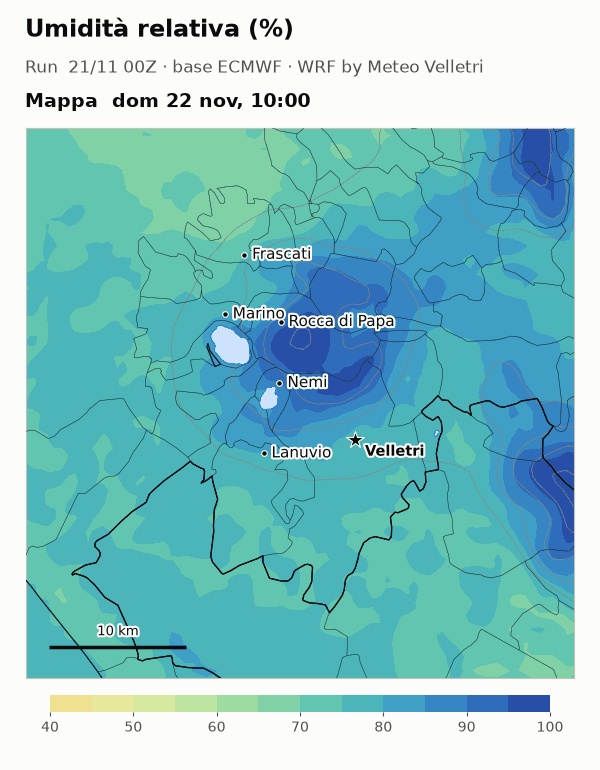 Umidità relativa (%)
Run  21/11 00Z · base ECMWF · WRF by Meteo Velletri
Mappa  dom 22 nov, 10:00
Frascati
Marino
Rocca di Papa
Nemi
Velletri
Lanuvio
10 km
40 50 60 70 80 90 100